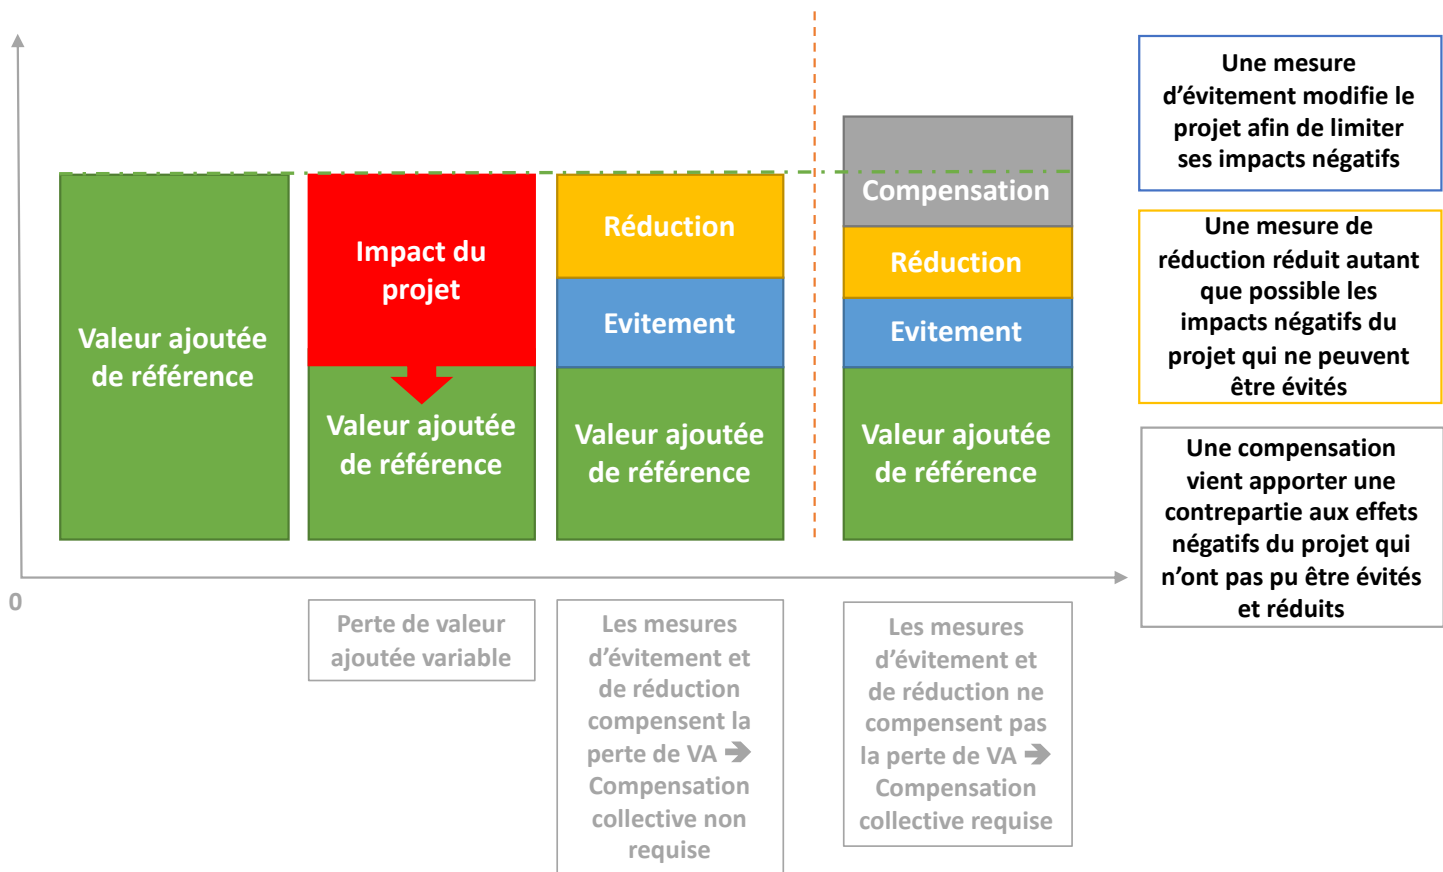 0
Valeur ajoutée
de référence
Impact du
projet
Valeur ajoutée
de référence
Réduction
Evitement
Valeur ajoutée
de référence
Compensation
Réduction
Evitement
Valeur ajoutée
de référence
Perte de valeur
ajoutée variable
Les mesures
d’évitement et
de réduction
compensent la
perte de VA ➔
Compensation
collective non
requise
Les mesures
d’évitement et
de réduction ne
compensent pas
la perte de VA ➔
Compensation
collective requise
Une mesure
d’évitement modifie le
projet afin de limiter
ses impacts négatifs
Une mesure de
réduction réduit autant
que possible les
impacts négatifs du
projet qui ne peuvent
être évités
Une compensation
vient apporter une
contrepartie aux effets
négatifs du projet qui
n’ont pas pu être évités
et réduits